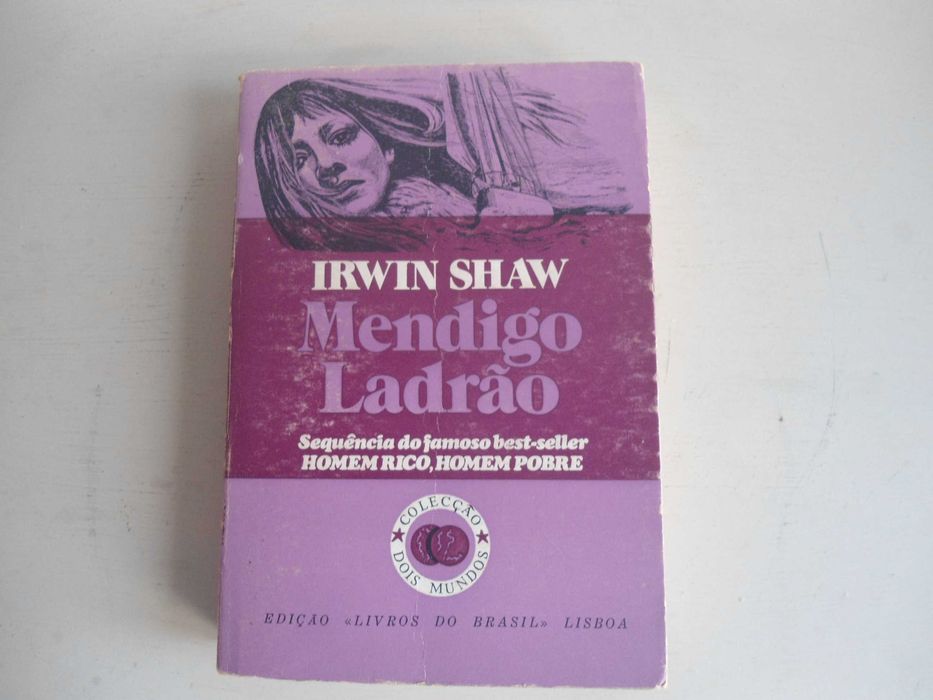 IRWIN SHAW
Mendigo
Ladrão
Sequência do famoso best-seller
HOMEM RICO, HOMEM POBRE
COLECÇÃO
DOIS MUNDOS
EDIÇÃO «LIVROS DO BRASIL» LISBOA